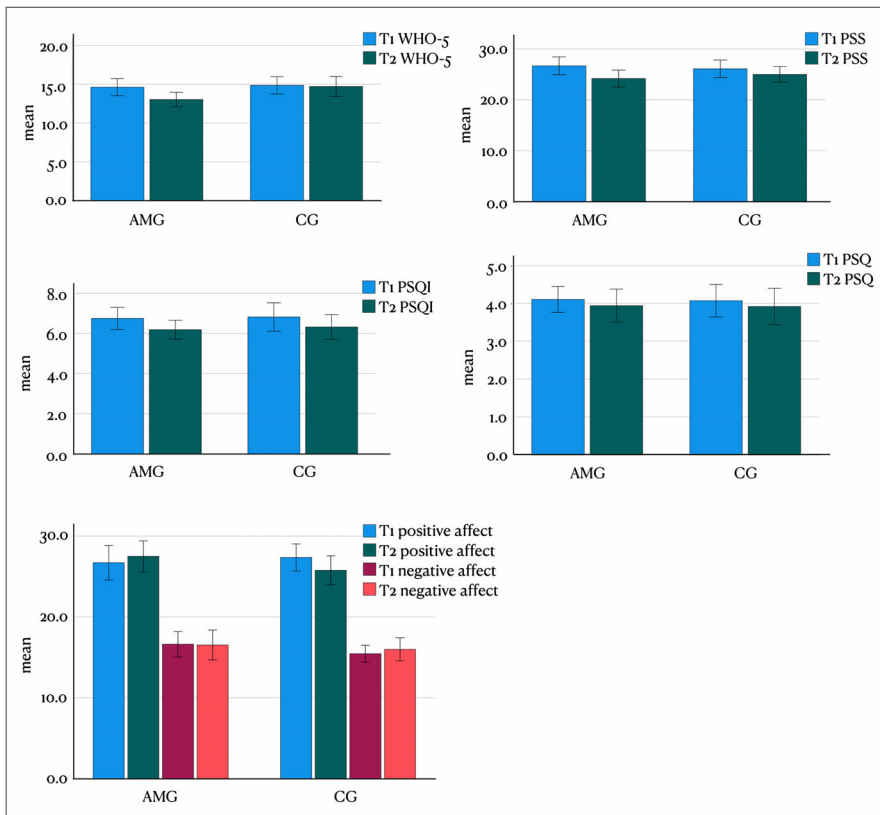 T1 WHO-5
T2 WHO-5
20.0
15.0
10.0
5.0
0.0
mean
AMG
CG
T1 PSS
T2 PSS
30.0
20.0
10.0
0.0
mean
AMG
CG
T1 PSQI
T2 PSQI
8.0
6.0
4.0
2.0
0.0
mean
AMG
CG
T1 PSQ
T2 PSQ
5.0
4.0
3.0
2.0
1.0
0.0
mean
AMG
CG
T1 positive affect
T2 positive affect
T1 negative affect
T2 negative affect
30.0
20.0
10.0
0.0
mean
AMG
CG